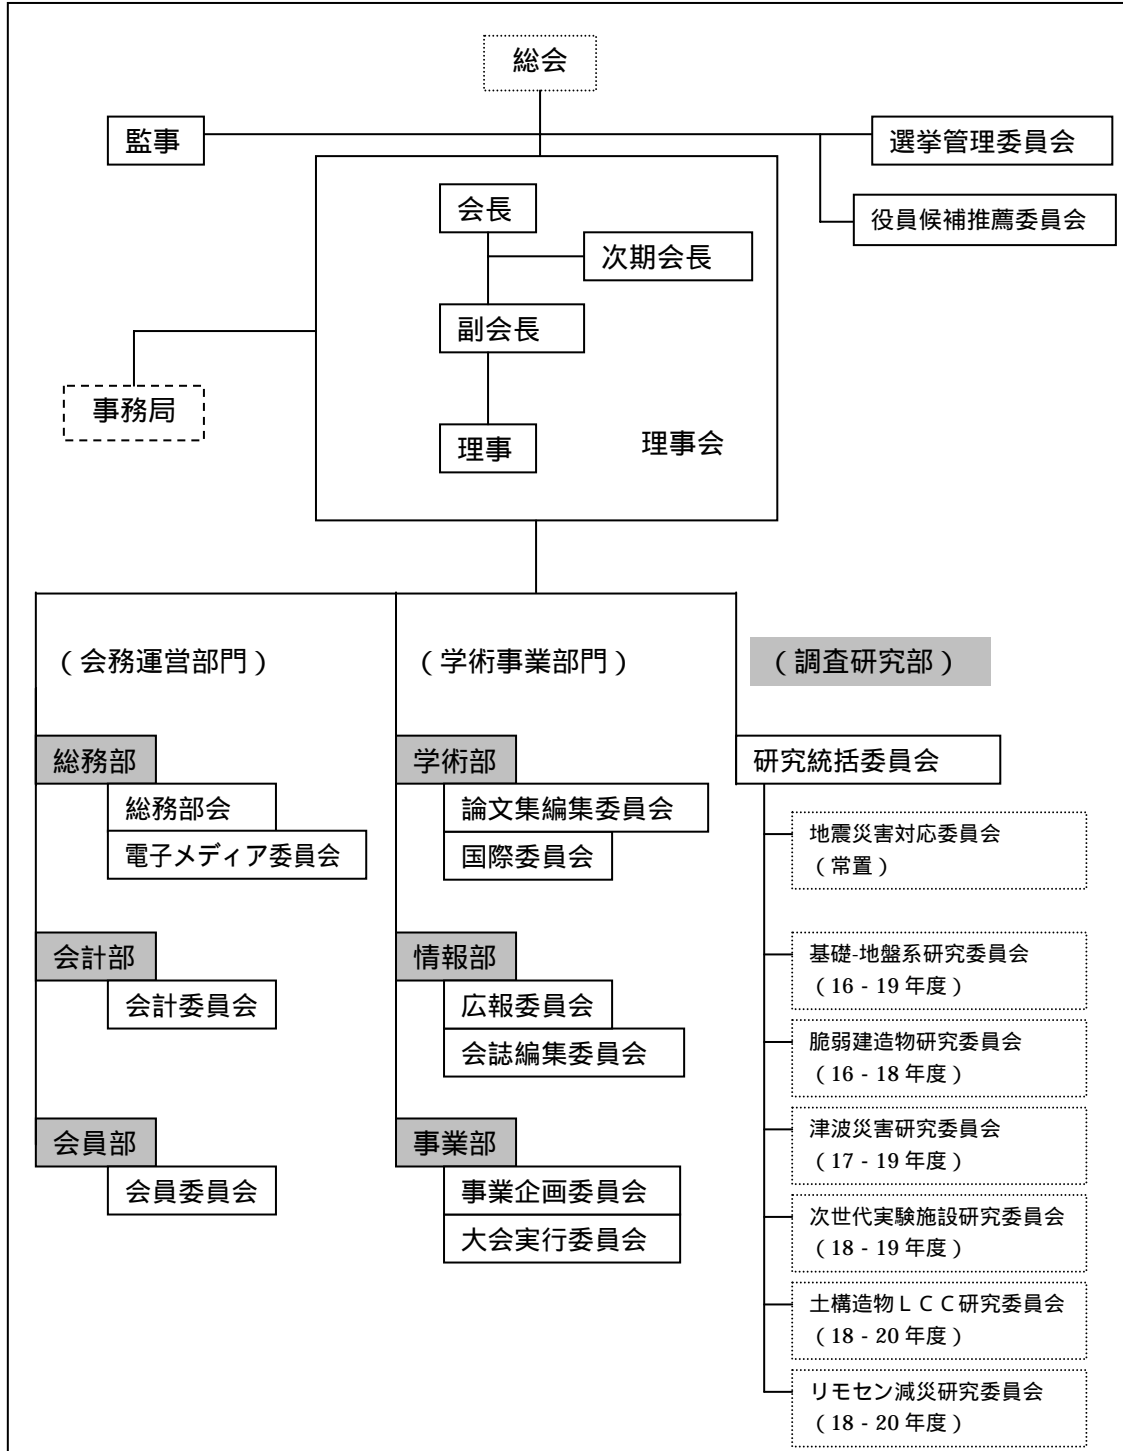 総会
監事
選挙管理委員会
役員候補推薦委員会
会長
次期会長
副会長
事務局
理事
理事会
（会務運営部門）
（学術事業部門）
（調査研究部）
総務部
総務部会
電子メディア委員会
会計部
会計委員会
会員部
会員委員会
学術部
論文集編集委員会
国際委員会
情報部
広報委員会
会誌編集委員会
事業部
事業企画委員会
大会実行委員会
研究統括委員会
地震災害対応委員会
（常置）
基礎-地盤系研究委員会
（16 - 19 年度）
脆弱建造物研究委員会
（16 - 18 年度）
津波災害研究委員会
（17 - 19 年度）
次世代実験施設研究委員会
（18 - 19 年度）
土構造物ＬＣＣ研究委員会
（18 - 20 年度）
リモセン減災研究委員会
（18 - 20 年度）